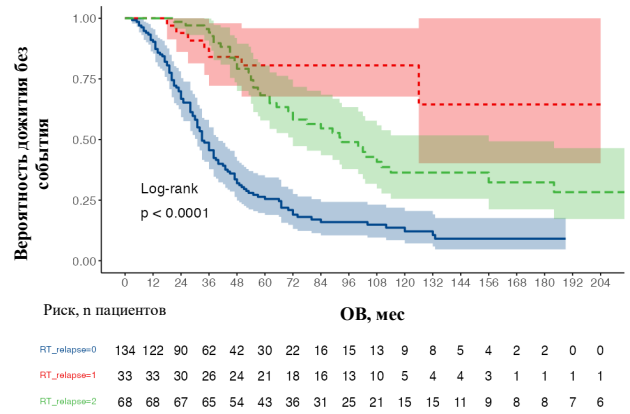 1.00
0.75
0.50
0.25
0.00
Вероятность дожития без
события
Log-rank
p < 0.0001
0 12 24 36 48 60 72 84 96 108 120 132 144 156 168 180 192 204
Риск, n пациентов
ОВ, мес
RT_relapse=0 134 122 90 62 42 30 22 16 15 13 9 8 5 4 2 2 0 0
RT_relapse=1 33 33 30 26 24 21 18 16 13 10 5 4 4 3 1 1 1 1
RT_relapse=2 68 68 67 65 54 43 36 31 25 21 15 15 11 9 8 8 7 6